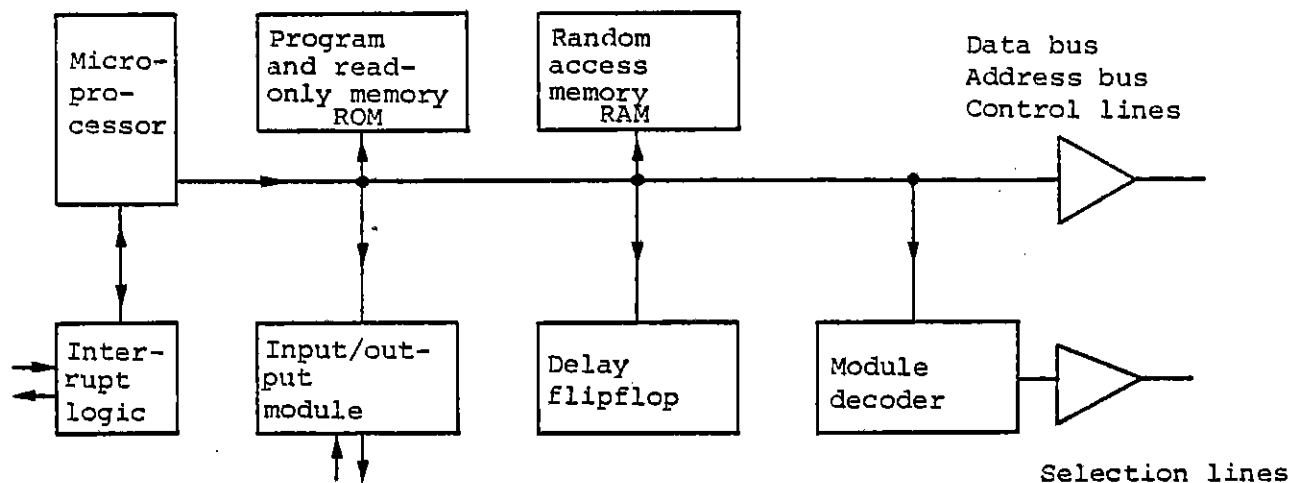 Micro-
pro-
cessor
Program
and read-
only memory
ROM
Random
access
memory
RAM
Data bus
Address bus
Control lines
Inter-
rupt
logic
Input/out-
put
module
Delay
flipflop
Module
decoder
Selection lines